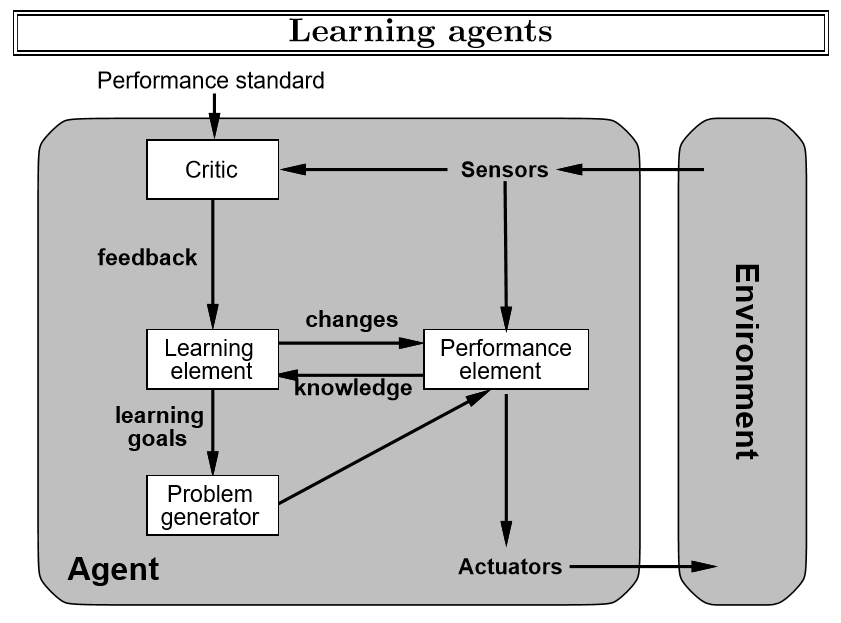 Learning agents
Performance standard
Critic
Sensors
feedback
changes
Learning
element
Performance
element
knowledge
learning
goals
Problem
generator
Agent
Actuators
Environment